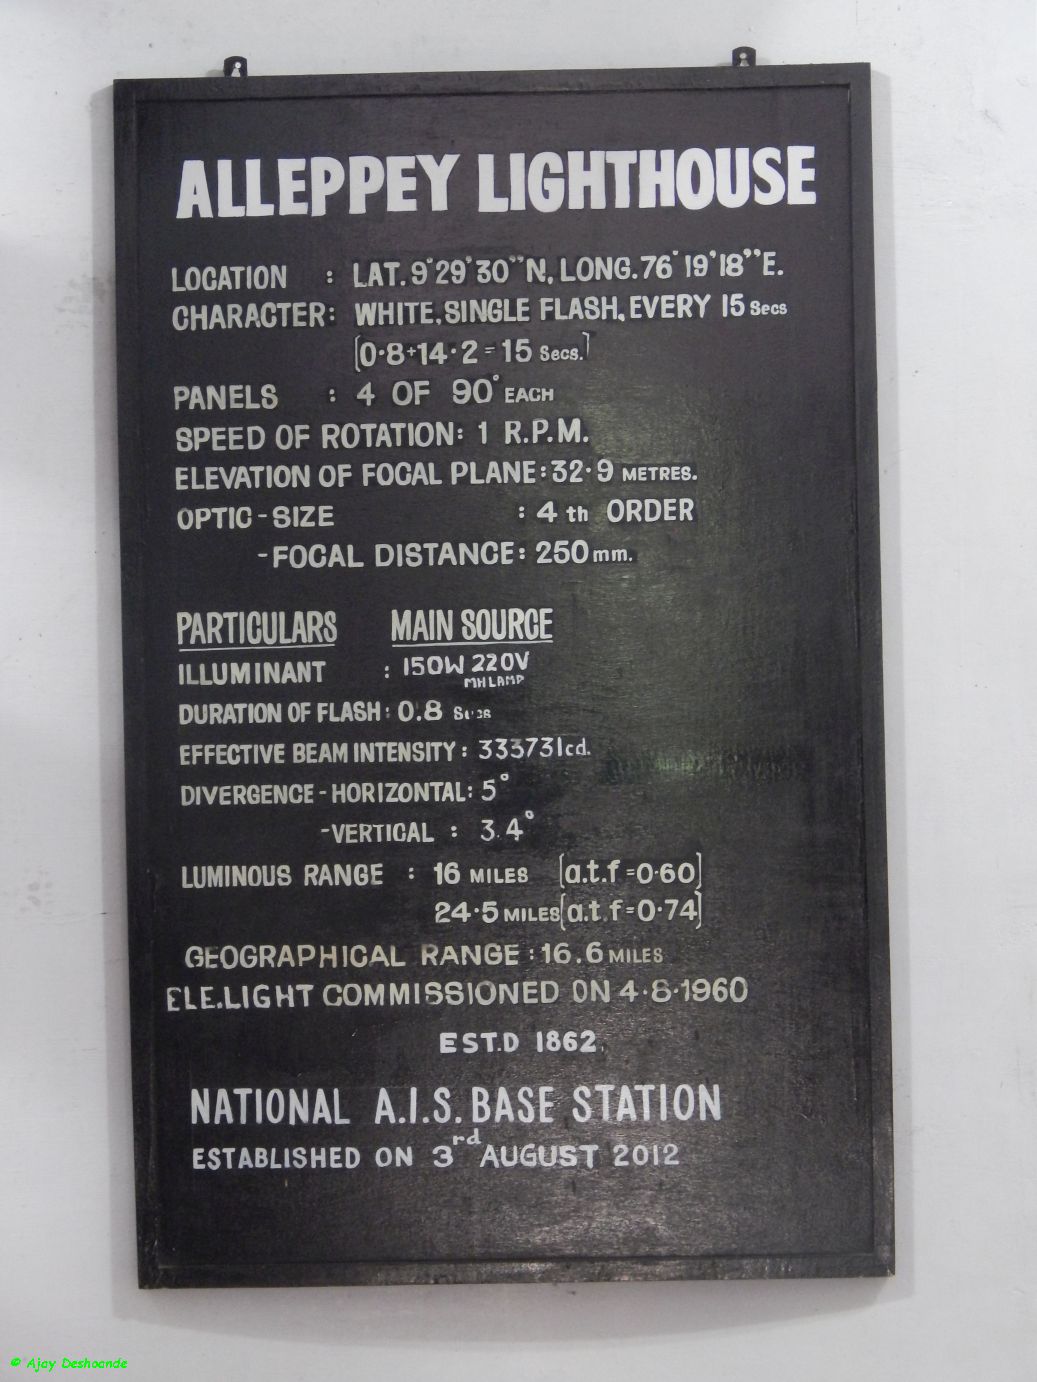 ALLEPPEY LIGHTHOUSE
LOCATION : LAT. 9°29'30"N, LONG. 76°19'18"E.
CHARACTER: WHITE, SINGLE FLASH, EVERY 15 Secs
[0·8+14·2=15 Secs.]
PANELS : 4 OF 90° EACH
SPEED OF ROTATION: 1 R.P.M.
ELEVATION OF FOCAL PLANE: 32·9 METRES.
OPTIC-SIZE : 4th ORDER
-FOCAL DISTANCE: 250 mm.
PARTICULARS MAIN SOURCE
ILLUMINANT : 150W 220V
MH LAMP
DURATION OF FLASH: 0.8 Secs
EFFECTIVE BEAM INTENSITY: 333731cd.
DIVERGENCE-HORIZONTAL: 5°
-VERTICAL : 3.4°
LUMINOUS RANGE : 16 MILES [a.t.f=0·60]
24·5 MILES [a.t.f=0·74]
GEOGRAPHICAL RANGE: 16.6 MILES
ELE.LIGHT COMMISSIONED ON 4·8·1960
EST.D 1862.
NATIONAL A.I.S. BASE STATION
ESTABLISHED ON 3rd AUGUST 2012
© Ajay Deshoande